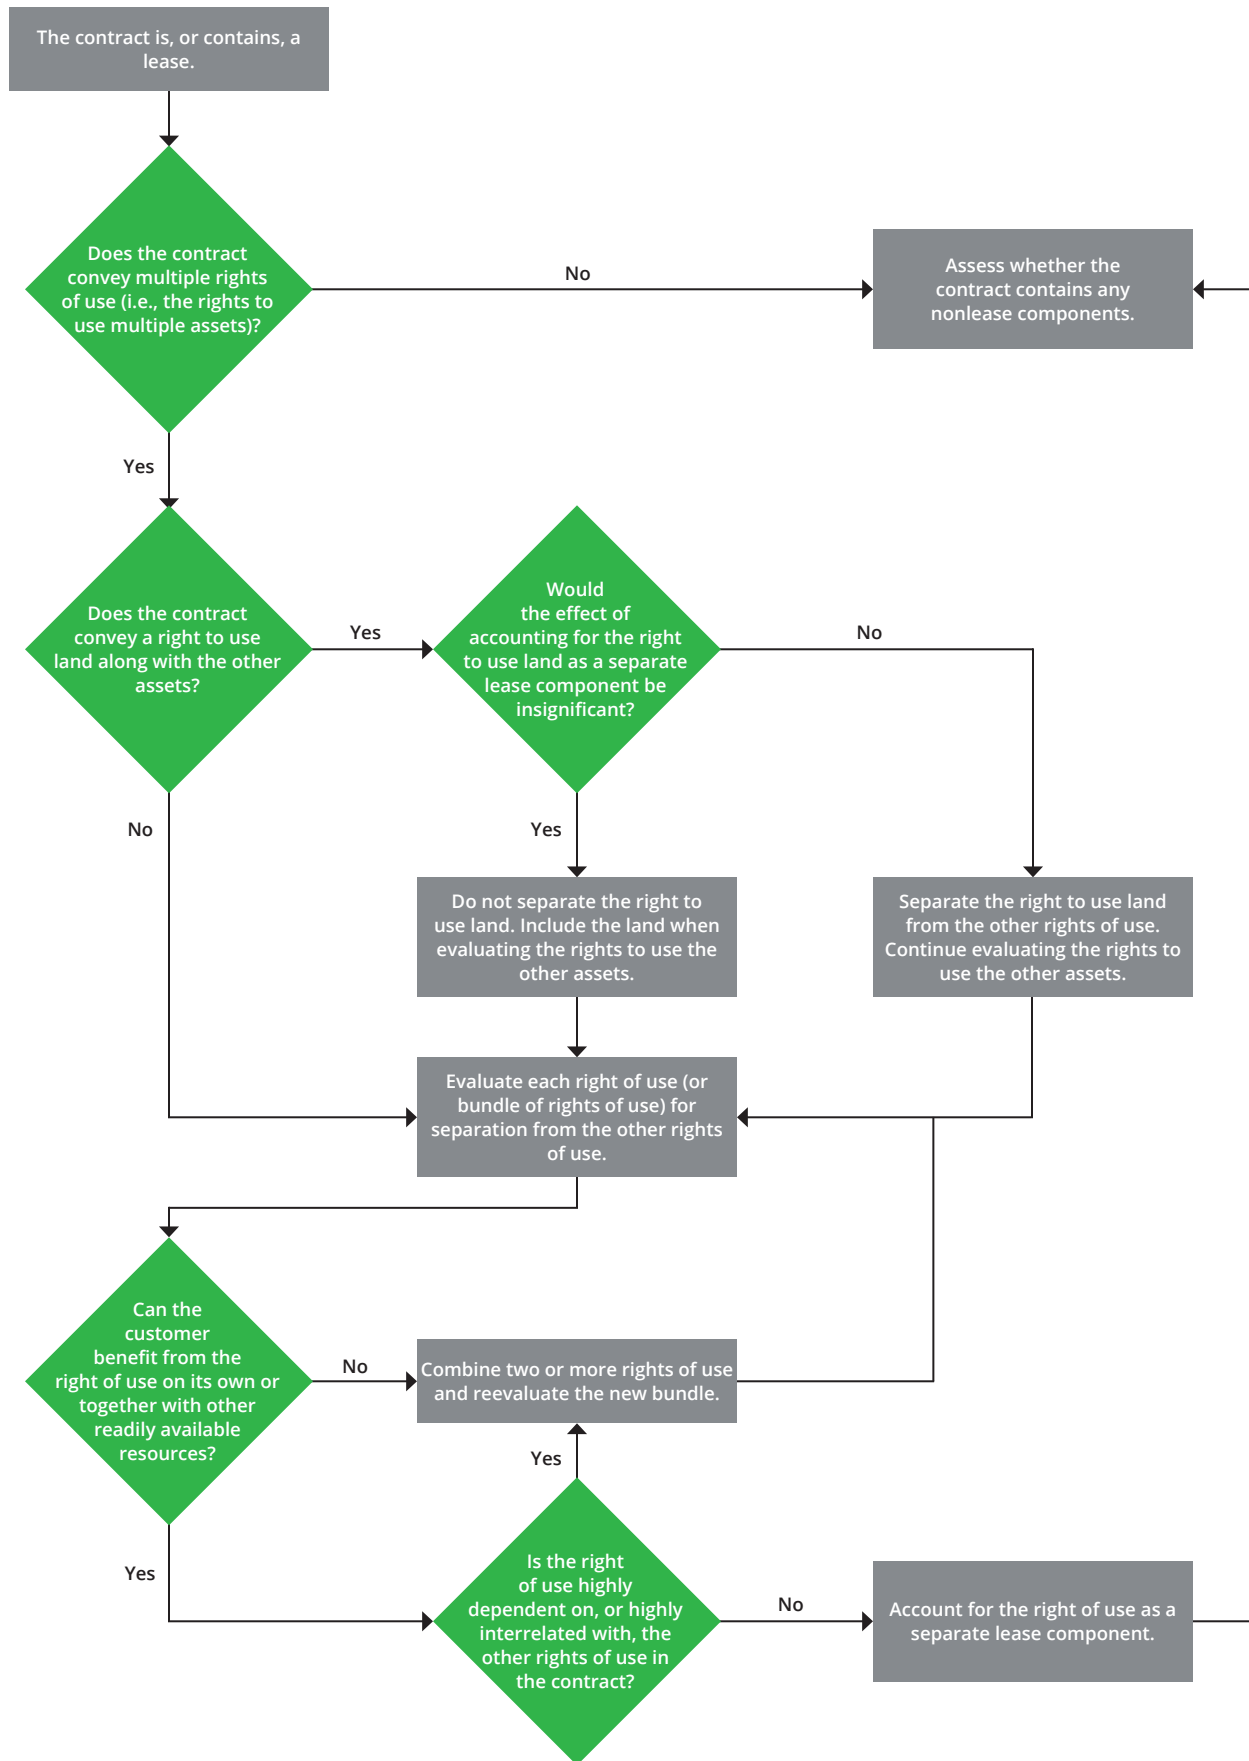 The contract is, or contains, a
lease.
Does the contract
convey multiple rights
of use (i.e., the rights to
use multiple assets)?
No
Assess whether the
contract contains any
nonlease components.
Yes
Does the contract
convey a right to use
land along with the other
assets?
Yes
Would
the effect of
accounting for the right
to use land as a separate
lease component be
insignificant?
No
No
Yes
Do not separate the right to
use land. Include the land when
evaluating the rights to use the
other assets.
Separate the right to use land
from the other rights of use.
Continue evaluating the rights to
use the other assets.
Evaluate each right of use (or
bundle of rights of use) for
separation from the other rights
of use.
Can the
customer
benefit from the
right of use on its own or
together with other
readily available
resources?
No
Combine two or more rights of use
and reevaluate the new bundle.
Yes
Yes
Is the right
of use highly
dependent on, or highly
interrelated with, the
other rights of use in
the contract?
No
Account for the right of use as a
separate lease component.